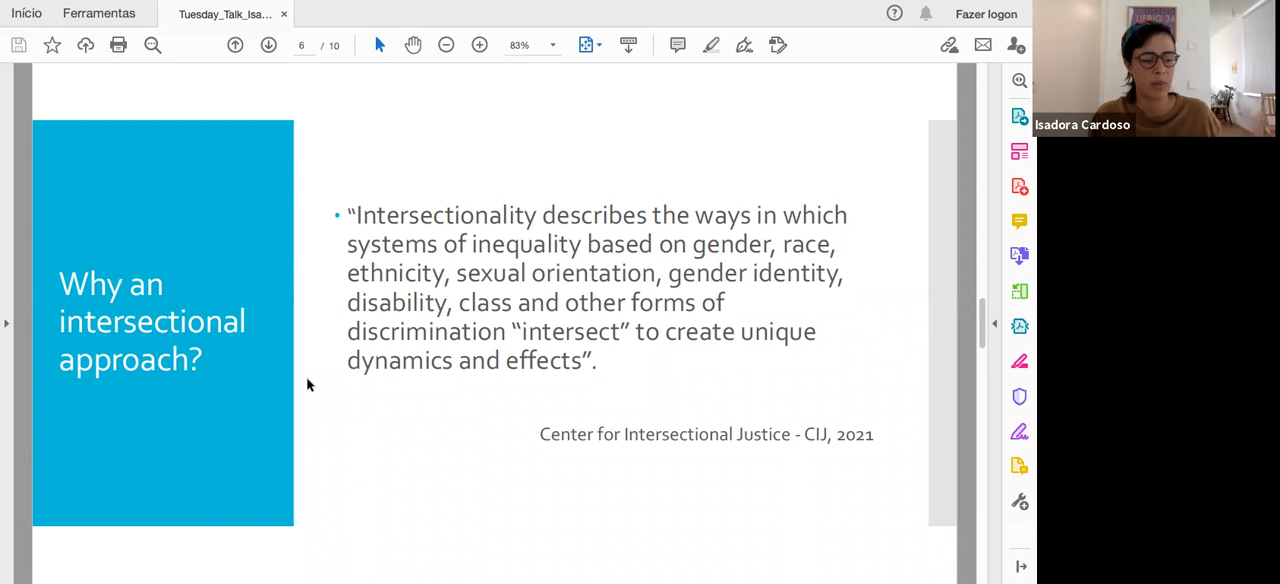 Início
Ferramentas
Tuesday_Talk_Isa...
Fazer logon
6 / 10
83%
LIEBIG 34
Isadora Cardoso
Why an
intersectional
approach?
• “Intersectionality describes the ways in which
systems of inequality based on gender, race,
ethnicity, sexual orientation, gender identity,
disability, class and other forms of
discrimination “intersect” to create unique
dynamics and effects”.
Center for Intersectional Justice - CIJ, 2021